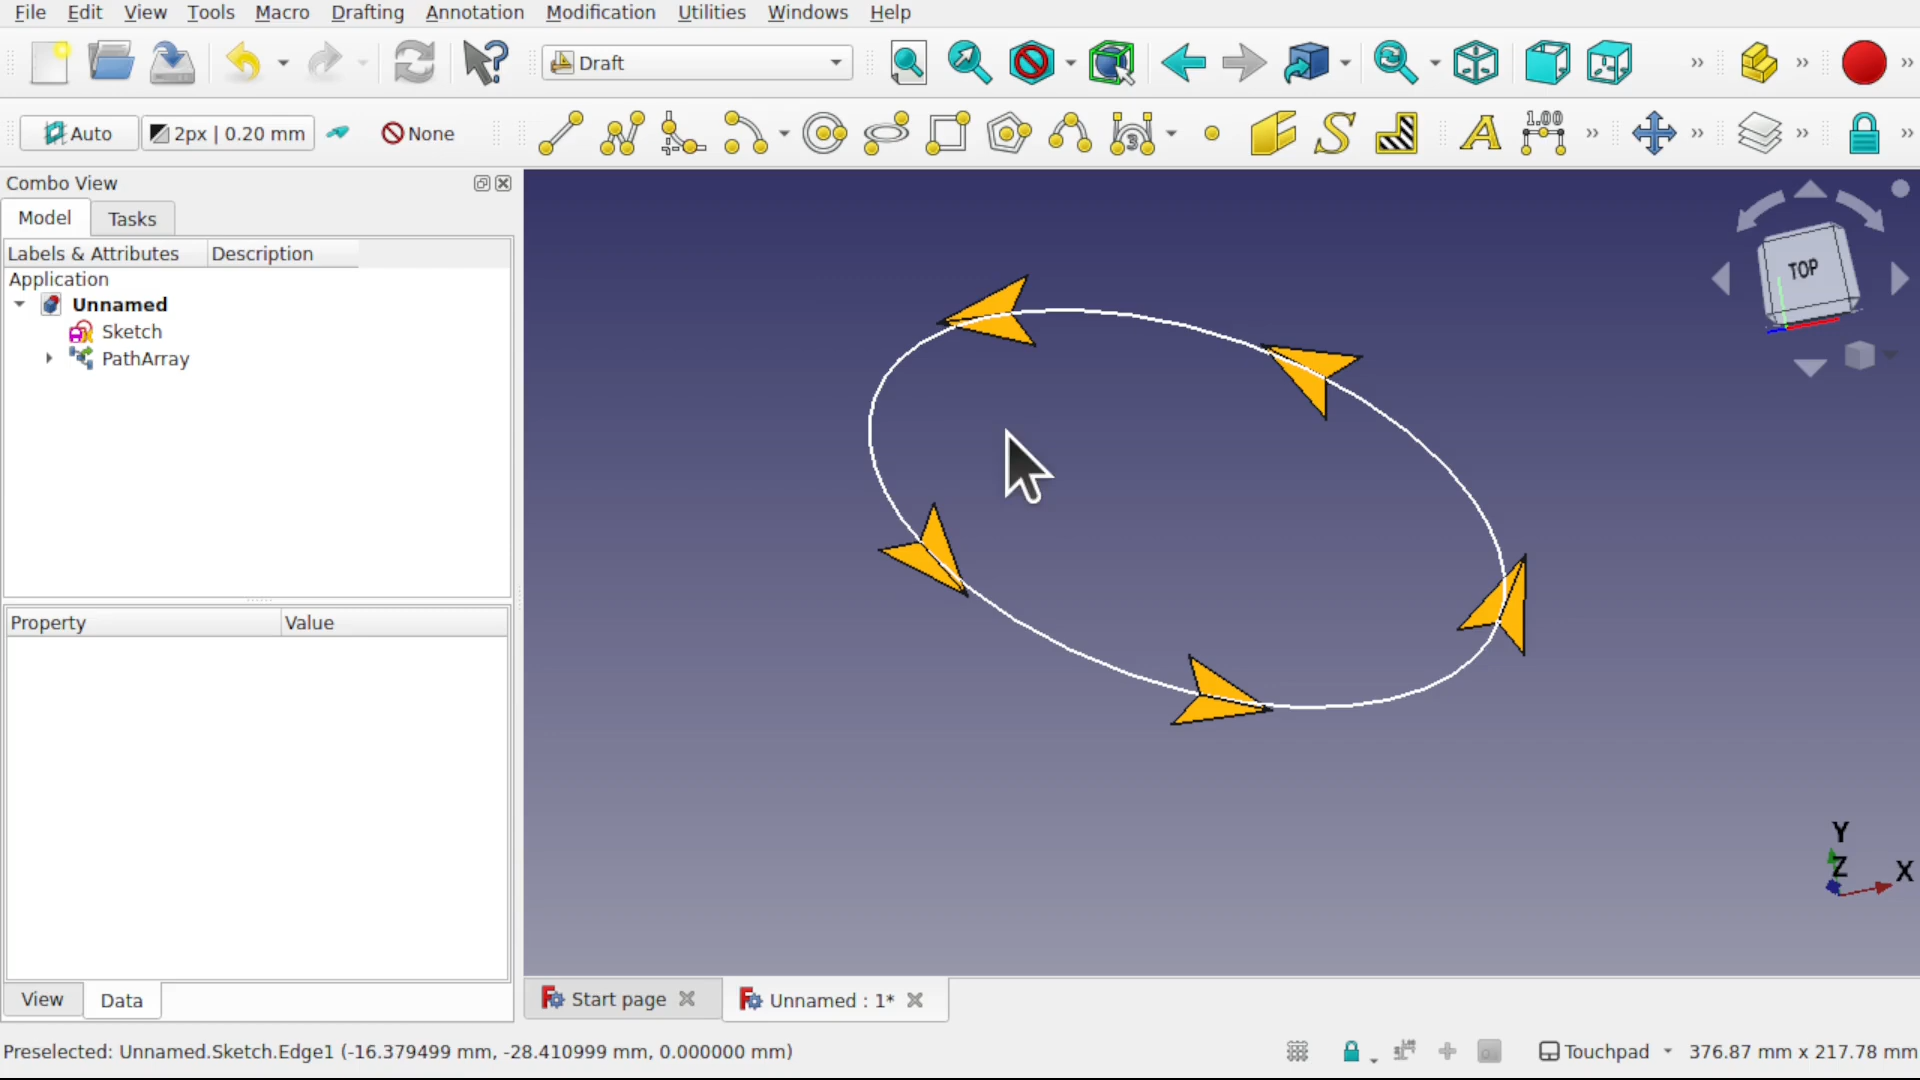 File Edit View Tools Macro Drafting Annotation Modification Utilities Windows Help
Draft
Auto 2px | 0.20 mm None 3 S A 1.00
Combo View
Model Tasks
Labels & Attributes Description
Application
Unnamed
Sketch
PathArray
TOP
Property Value
Y
Z X
View Data
Start page Unnamed : 1*
Preselected: Unnamed.Sketch.Edge1 (-16.379499 mm, -28.410999 mm, 0.000000 mm) Touchpad 376.87 mm x 217.78 mm